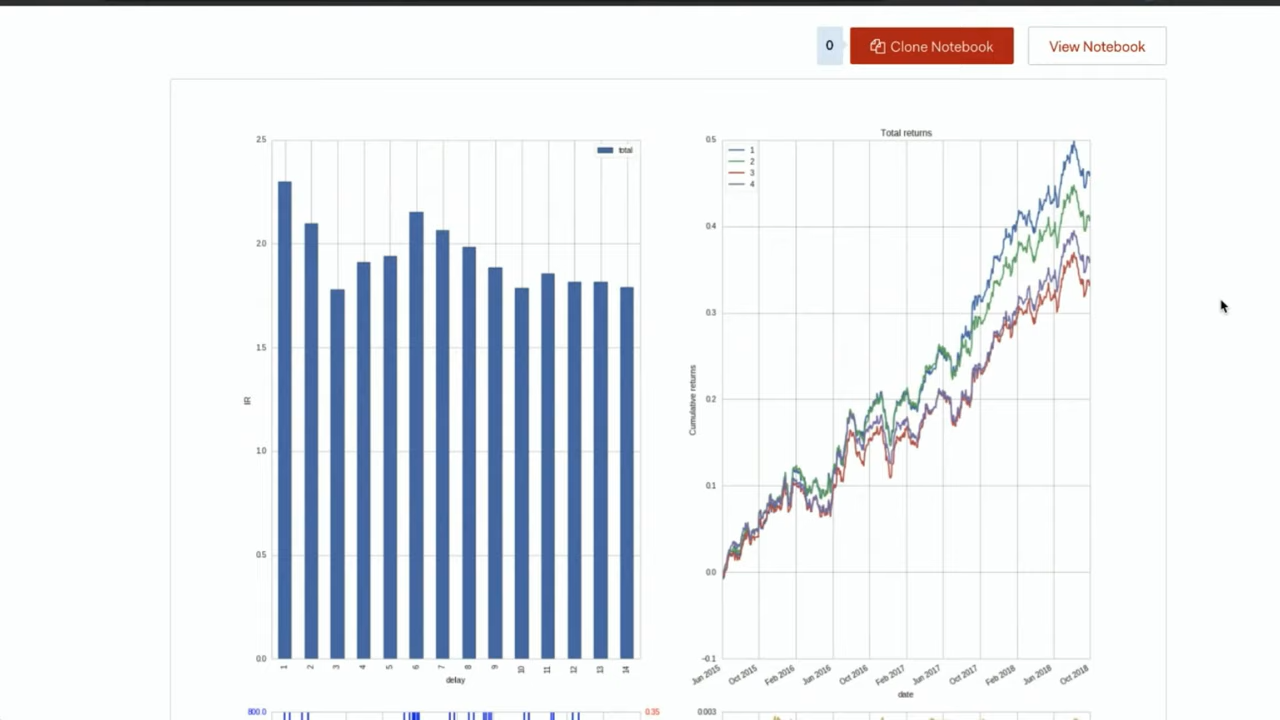 0
Clone Notebook
View Notebook
Total returns
2.5
2.0
1.5
1.0
0.5
0.0
IR
total
1
2
3
4
5
6
7
8
9
10
11
12
13
14
delay
0.5
0.4
0.3
0.2
0.1
0.0
-0.1
Cumulative returns
1
2
3
4
Jun 2015
Oct 2015
Feb 2016
Jun 2016
Oct 2016
Feb 2017
Jun 2017
Oct 2017
Feb 2018
Jun 2018
Oct 2018
date
800.0
0.35
0.003